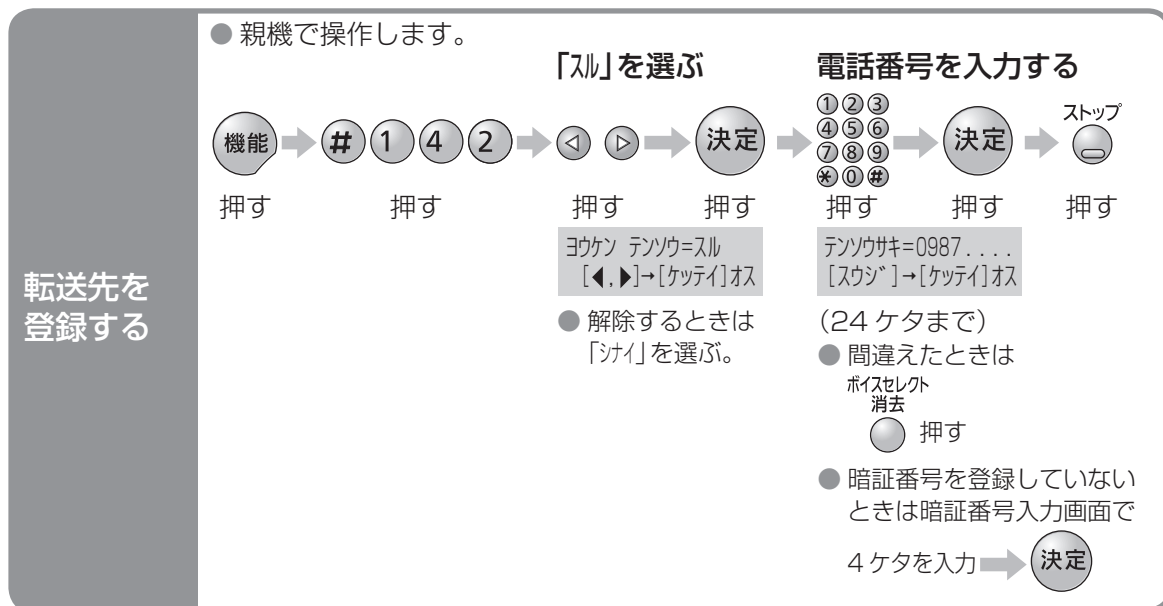 転送先を
登録する
● 親機で操作します。
「スル」を選ぶ
電話番号を入力する
機能
#142
決定
1 2 3
4 5 6
7 8 9
* 0 #
決定
ストップ
押す 押す 押す 押す 押す 押す 押す
ヨウケン テンソウ=スル
[◀,▶]→[ケッテイ]オス
● 解除するときは
「シナイ」を選ぶ。
テンソウサキ=0987....
[スウジ]→[ケッテイ]オス
(24 ケタまで)
● 間違えたときは
ボイスセレクト
消去
押す
● 暗証番号を登録していない
ときは暗証番号入力画面で
4 ケタを入力 決定